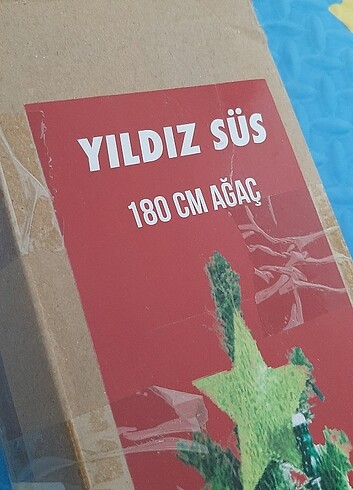 YILDIZ SÜS
180 CM AĞAÇ